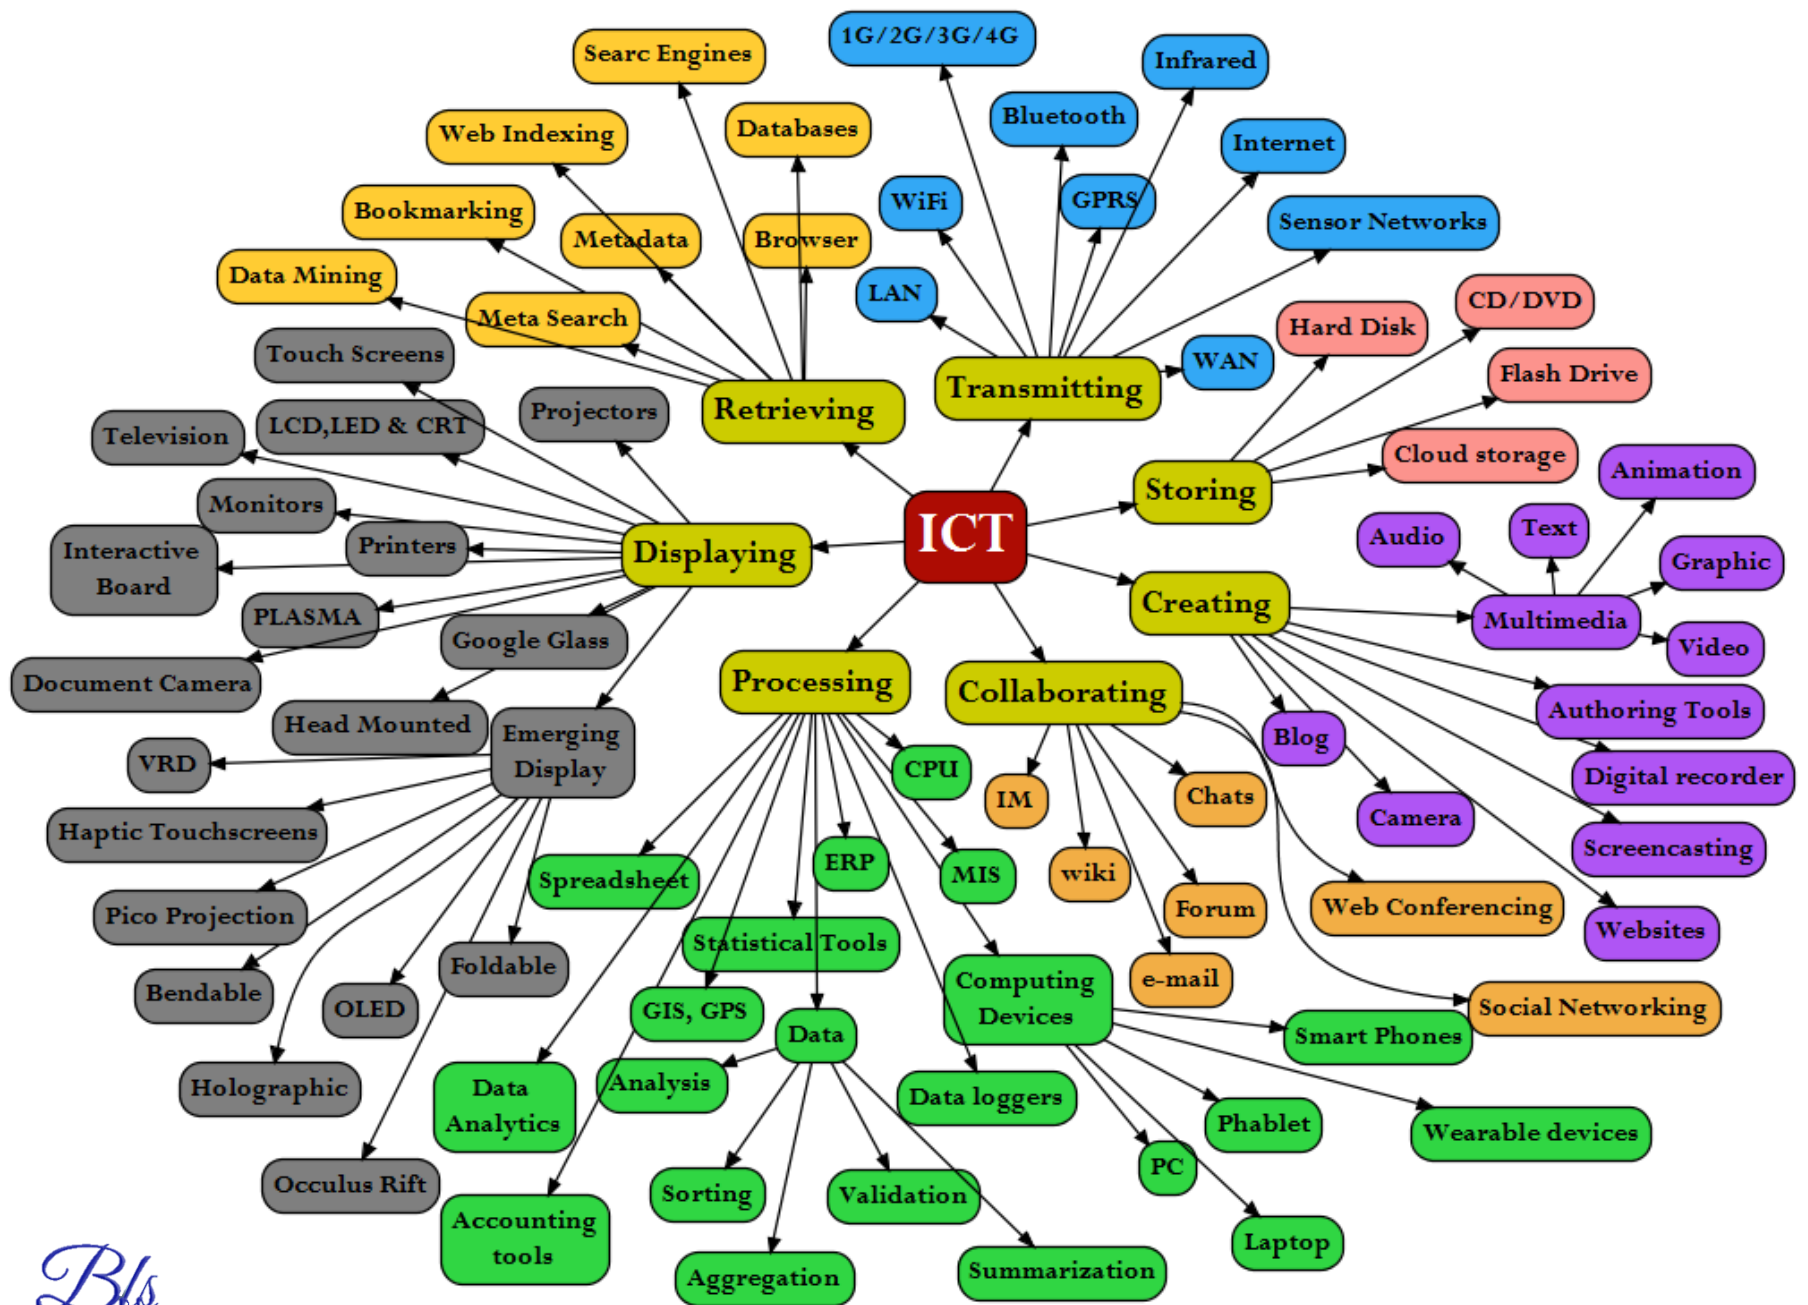 1G/2G/3G/4G
Searc Engines
Infrared
Bluetooth
Databases
Web Indexing
Internet
WiFi
GPRS
Bookmarking
Metadata
Browser
Sensor Networks
Data Mining
LAN
CD/DVD
Meta Search
Hard Disk
Touch Screens
WAN
Flash Drive
Transmitting
Projectors
Retrieving
LCD,LED & CRT
Television
Cloud storage
Animation
Storing
Monitors
ICT
Text
Audio
Printers
Displaying
Interactive
Board
Graphic
Creating
PLASMA
Multimedia
Google Glass
Video
Document Camera
Processing
Collaborating
Authoring Tools
Head Mounted
Emerging
Display
Blog
VRD
CPU
Digital recorder
IM
Chats
Camera
Haptic Touchscreens
Screencasting
ERP
MIS
wiki
Spreadsheet
Web Conferencing
Forum
Pico Projection
Websites
Statistical Tools
Foldable
e-mail
Computing
Devices
Bendable
OLED
GIS, GPS
Social Networking
Data
Smart Phones
Analysis
Holographic
Data
Analytics
Data loggers
Phablet
Wearable devices
PC
Occulus Rift
Sorting
Validation
Accounting
tools
Laptop
Summarization
Aggregation
Bls